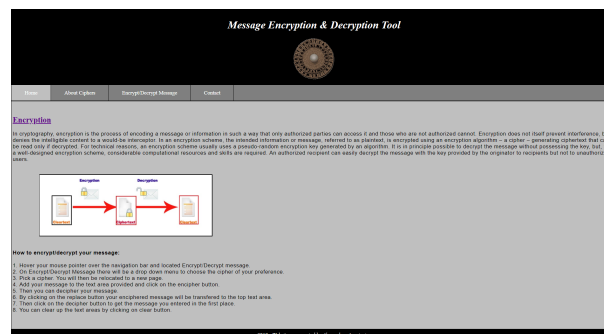 Message Encryption & Decryption Tool
Home About Ciphers Encrypt/Decrypt Message Contact
Encryption
In cryptography, encryption is the process of encoding a message or information in such a way that only authorized parties can access it and those who are not authorized cannot. Encryption does not itself prevent interference,
denies the intelligible content to a would-be interceptor. In an encryption scheme, the intended information or message, referred to as plaintext, is encrypted using an encryption algorithm – a cipher – generating ciphertext that
be read only if decrypted. For technical reasons, an encryption scheme usually uses a pseudo-random encryption key generated by an algorithm. It is in principle possible to decrypt the message without possessing the key, but,
a well-designed encryption scheme, considerable computational resources and skills are required. An authorized recipient can easily decrypt the message with the key provided by the originator to recipients but not to
users.
Encryption Decryption
Cleartext Ciphertext Cleartext
How to encrypt/decrypt your message:
1. Hover your mouse pointer over the navigation bar and located Encrypt/Decrypt message.
2. On Encrypt/Decrypt Message there will be a drop down menu to choose the cipher of your preference.
3. Pick a cipher. You will then be relocated to a new page.
4. Add your message to the text area provided and click on the encipher button.
5. Then you can decipher your message.
6. By clicking on the replace button your enciphered message will be transfered to the top text area.
7. Then click on the decipher button to get the message you entered in the first place.
8. You can clear up the text areas by clicking on clear button.